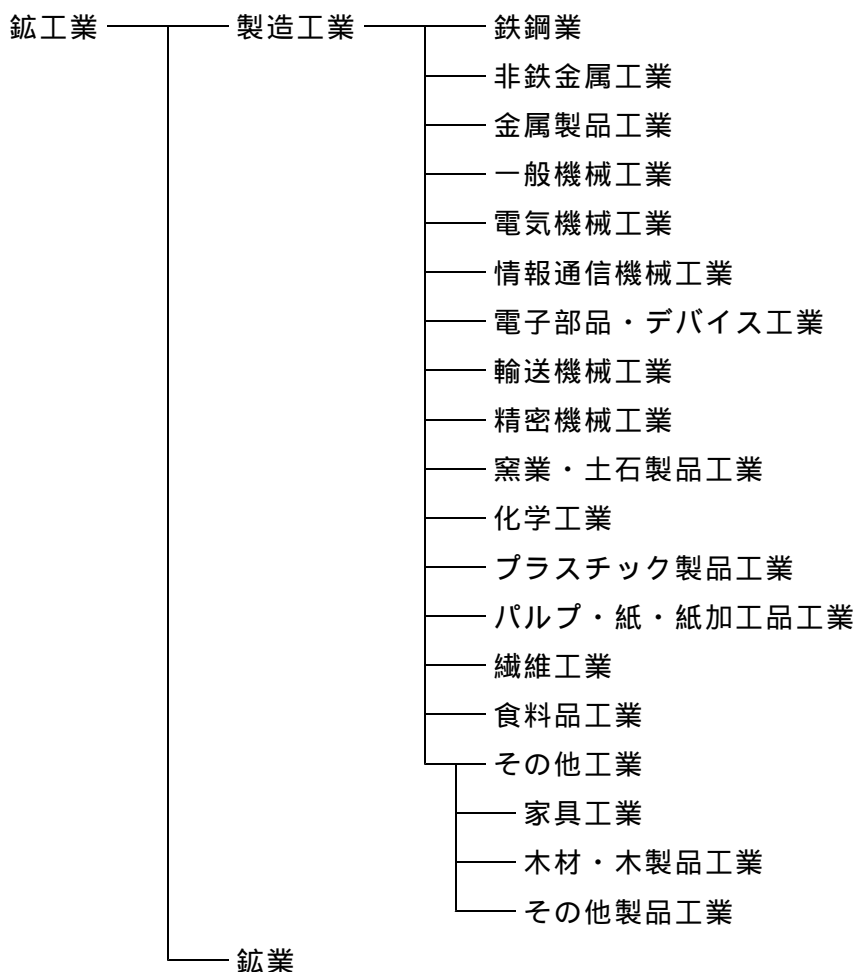 鉱工業 製造工業 鉄鋼業
非鉄金属工業
金属製品工業
一般機械工業
電気機械工業
情報通信機械工業
電子部品・デバイス工業
輸送機械工業
精密機械工業
窯業・土石製品工業
化学工業
プラスチック製品工業
パルプ・紙・紙加工品工業
繊維工業
食料品工業
その他工業
家具工業
木材・木製品工業
その他製品工業
鉱業